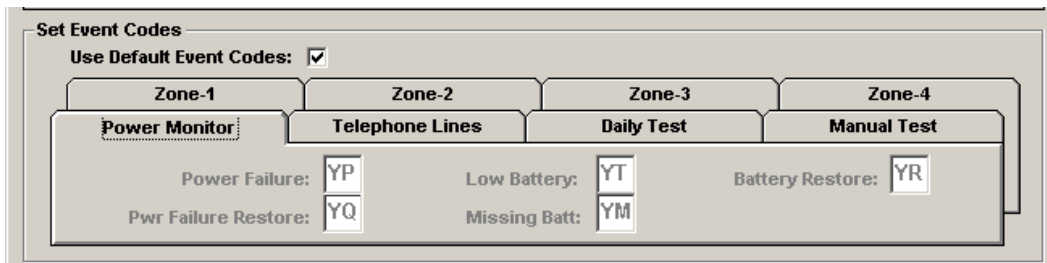 Set Event Codes
Use Default Event Codes:
Zone-1 Zone-2 Zone-3 Zone-4
Power Monitor Telephone Lines Daily Test Manual Test
Power Failure: YP Low Battery: YT Battery Restore: YR
Pwr Failure Restore: YQ Missing Batt: YM